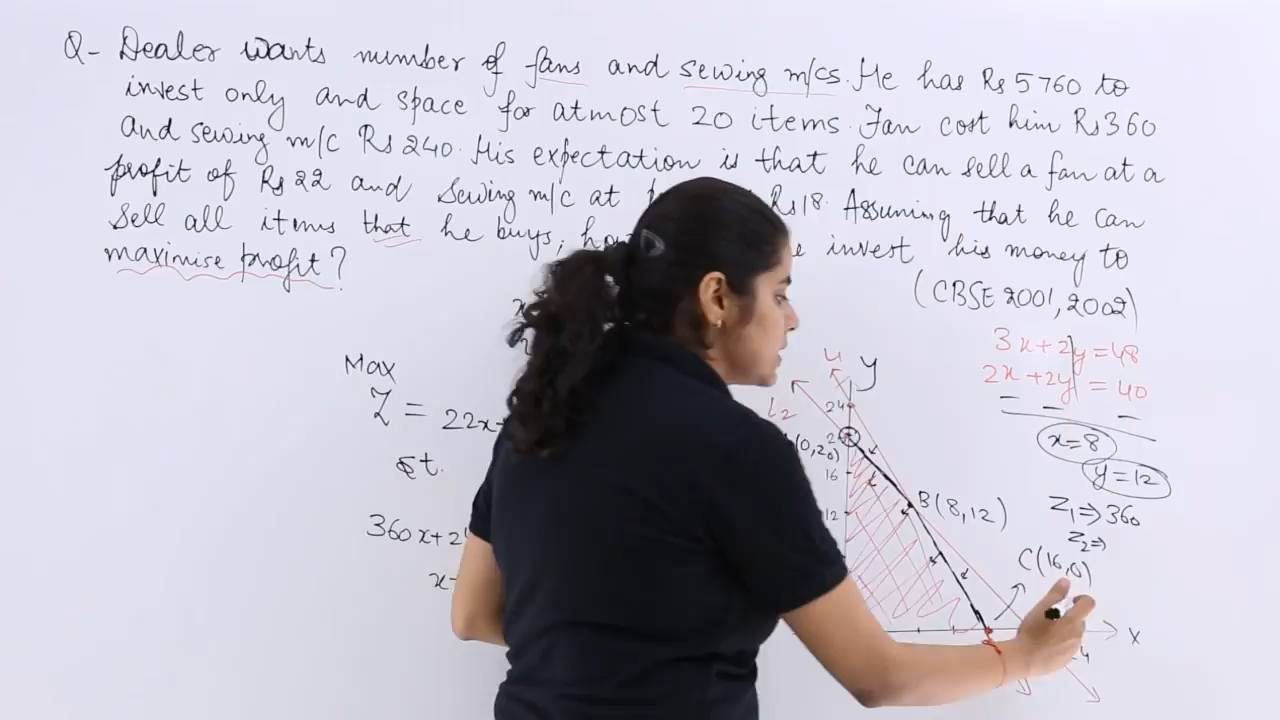 Q- Dealer wants number of fans and sewing m/cs. He has Rs 5760 to
invest only and space for atmost 20 items. Fan cost him Rs 360
and sewing m/c Rs 240. His expectation is that he can sell a fan at a
profit of Rs 22 and sewing m/c at Rs 18. Assuming that he can
sell all items that he buys, invest his money to
maximise profit?
(CBSE 2001, 2002)
3x+2y=48
2x+2y=40
x=8
y=12
Max
Z = 22x
st.
360x+2
x
L2
y
24
(0,20)
16
12
B(8,12)
Z1 => 360
Z2 =>
C(16,0)
x